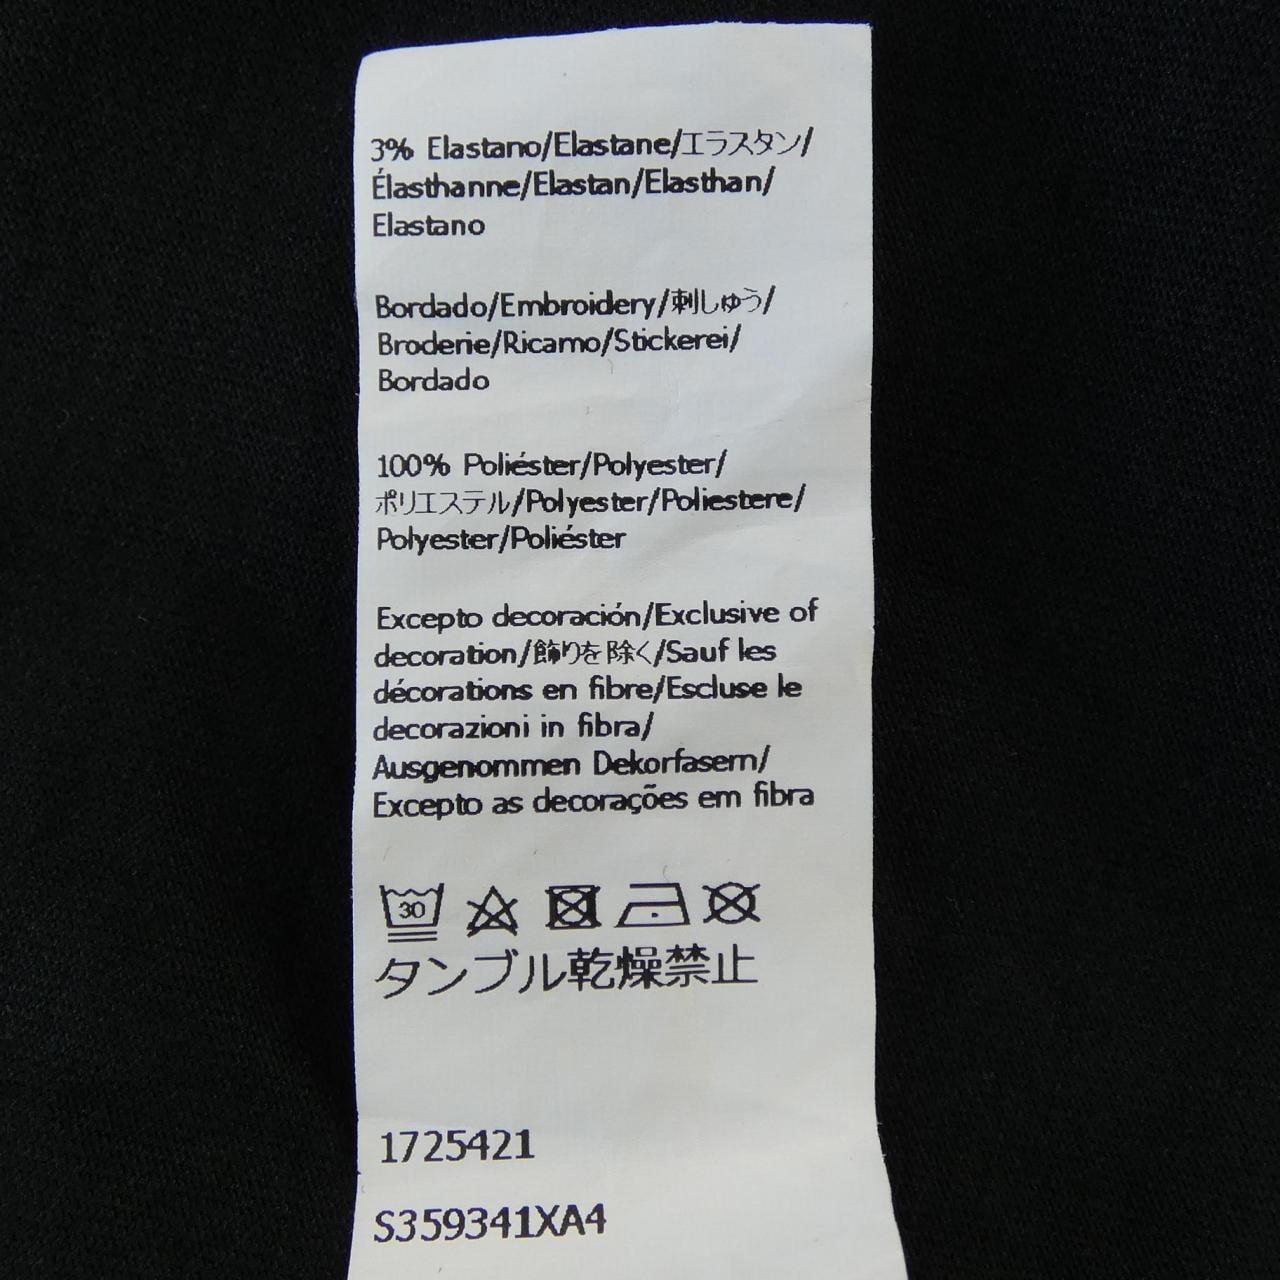 3% Elastano/Elastane/エラスタン/
Élasthanne/Elastan/Elasthan/
Elastano
Bordado/Embroidery/刺しゅう/
Broderie/Ricamo/Stickerei/
Bordado
100% Poliéster/Polyester/
ポリエステル/Polyester/Poliestere/
Polyester/Poliéster
Excepto decoración/Exclusive of
decoration/飾りを除く/Sauf les
décorations en fibre/Escluse le
decorazioni in fibra/
Ausgenommen Dekorfasern/
Excepto as decorações em fibra
30
タンブル乾燥禁止
1725421
S359341XA4